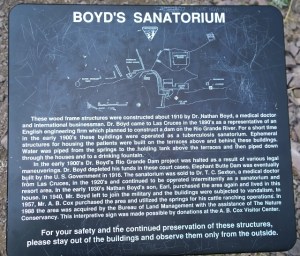 BOYD'S SANATORIUM
These wood frame structures were constructed about 1915 by Dr. Nathan Boyd, a medical doctor
and international businessman. Dr. Boyd came to Las Cruces in the 1890's as a representative of an
English engineering firm which planned to construct a dam on the Rio Grande River. For a short time
in the early 1900's these buildings were operated as a tuberculosis sanatorium. Ephemeral
structures for housing the patients were built on the terraces above and behind these buildings.
Water was piped from the springs to the holding tank above the terraces and then piped down
through the houses and to a drinking fountain.
In the early 1900's Dr. Boyd's Rio Grande Dam project was halted as a result of various legal
maneuverings. Dr. Boyd depleted his funds in these court cases. Elephant Butte Dam was eventually
built by the U.S. Government in 1916. The sanatorium was sold to Dr. T. C. Sexton, a medical doctor
from Las Cruces, in the 1920's and continued to be operated intermittently as a sanatorium and
resort area. In the early 1930's Nathan Boyd's son, Earl, purchased the area again and lived in this
house. In 1940, Mr. Boyd left to join the military and the buildings were subjected to vandalism. In
1957, Mr. A. B. Cox purchased the area and utilized the springs for his cattle ranching operations. In
1988 the area was acquired by the Bureau of Land Management with the assistance of The Nature
Conservancy. This interpretive sign was made possible by donations at the A. B. Cox Visitor Center.
For your safety and the continued preservation of these structures,
please stay out of the buildings and observe them only from the outside.